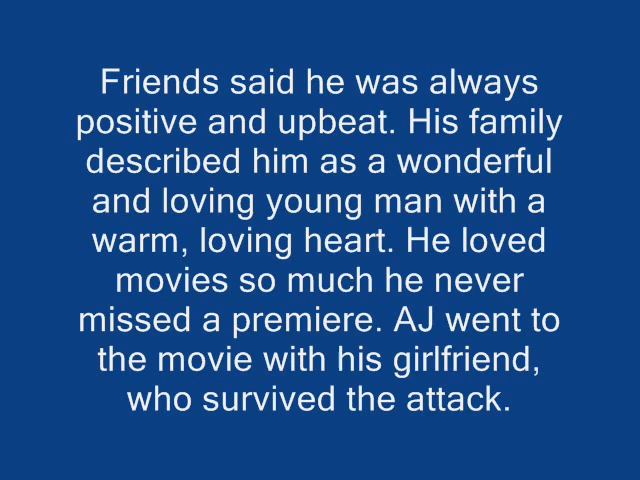 Friends said he was always
positive and upbeat. His family
described him as a wonderful
and loving young man with a
warm, loving heart. He loved
movies so much he never
missed a premiere. AJ went to
the movie with his girlfriend,
who survived the attack.